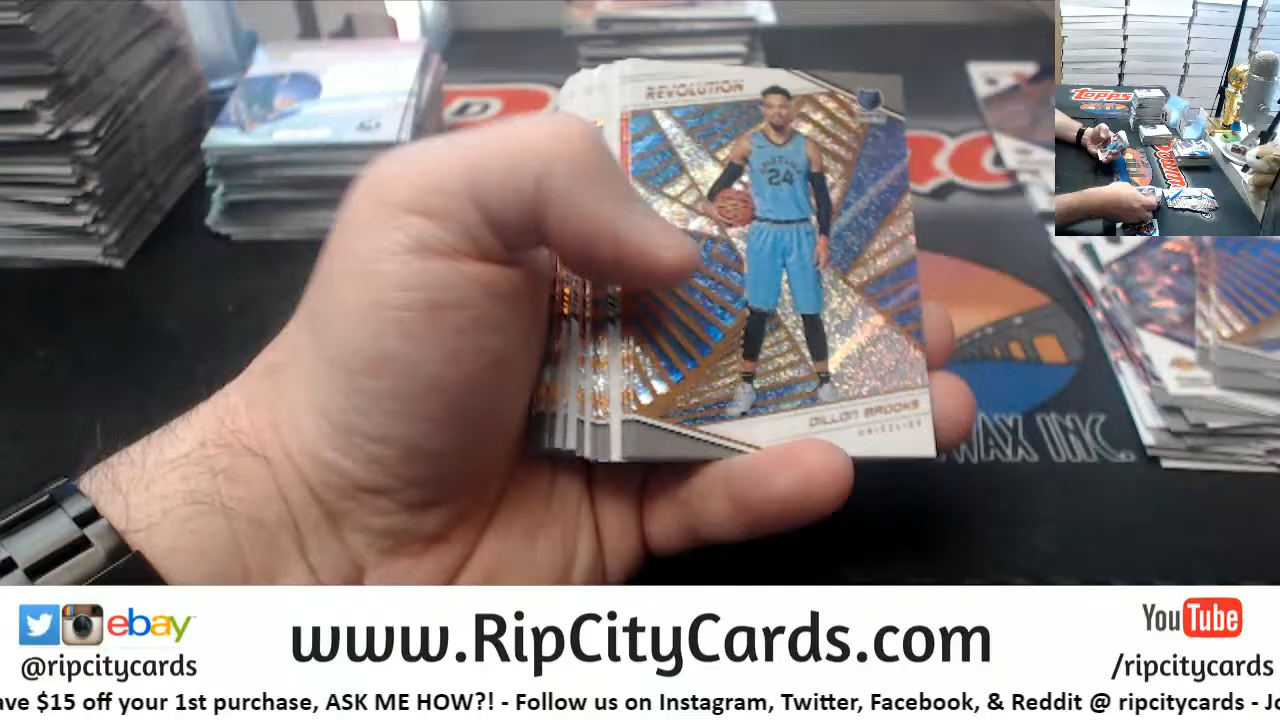 REVOLUTION
24
DILLON BROOKS
GRIZZLIES
TOPPS
WAX INC.
ebay
www.RipCityCards.com
YouTube
@ripcitycards
/ripcitycards
ave $15 off your 1st purchase, ASK ME HOW?! - Follow us on Instagram, Twitter, Facebook, & Reddit @ ripcitycards - Jo